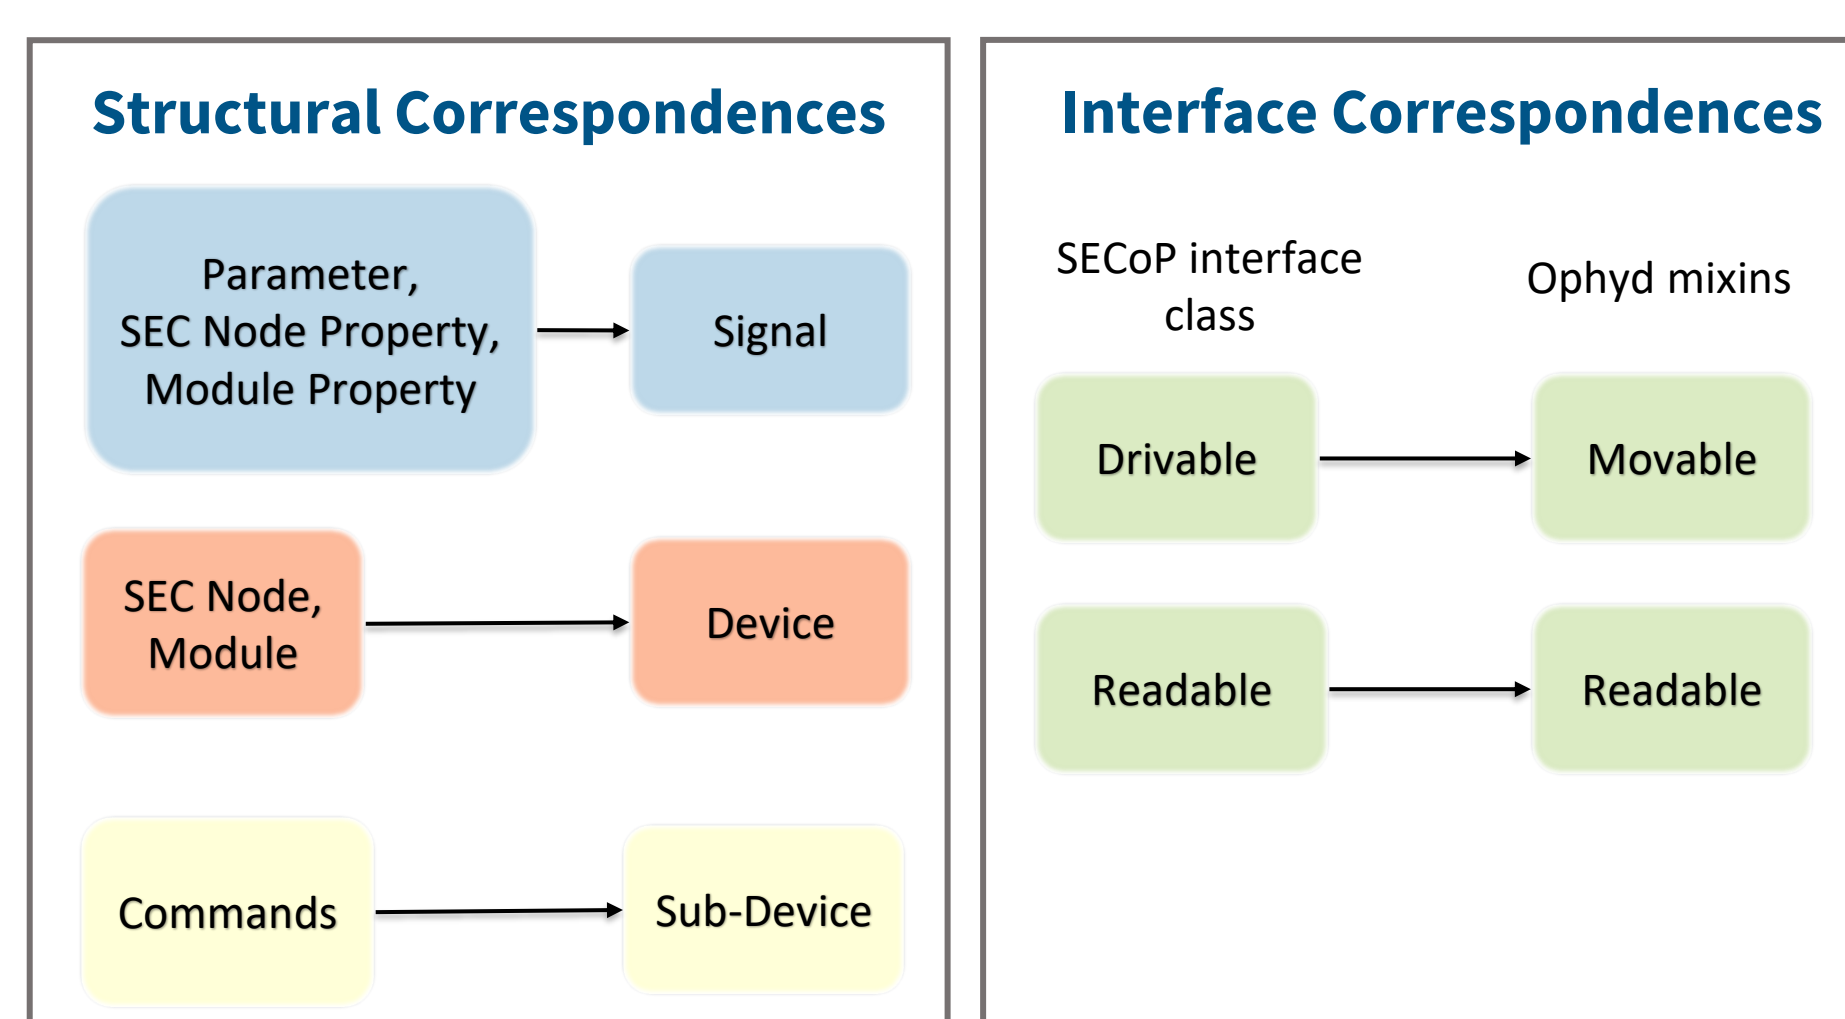 Structural Correspondences
Parameter,
SEC Node Property,
Module Property
Signal
SEC Node,
Module
Device
Commands
Sub-Device
Interface Correspondences
SECoP interface
class
Ophyd mixins
Drivable
Movable
Readable
Readable